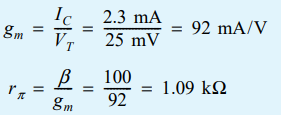 g_m = I_C / V_T = 2.3 mA / 25 mV = 92 mA/V
r_π = β / g_m = 100 / 92 = 1.09 kΩ